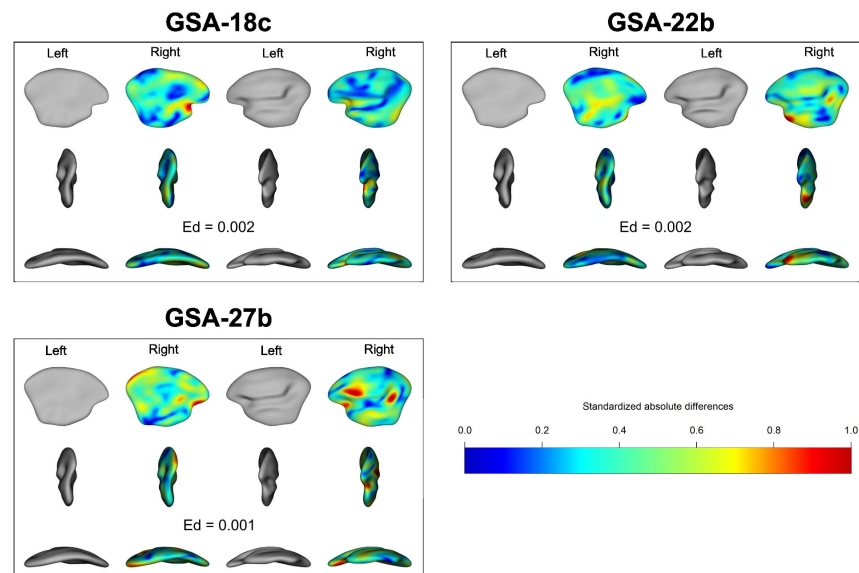 GSA-18c
Left Right Left Right
Ed = 0.002
GSA-22b
Left Right Left Right
Ed = 0.002
GSA-27b
Left Right Left Right
Ed = 0.001
Standardized absolute differences
0.0 0.2 0.4 0.6 0.8 1.0